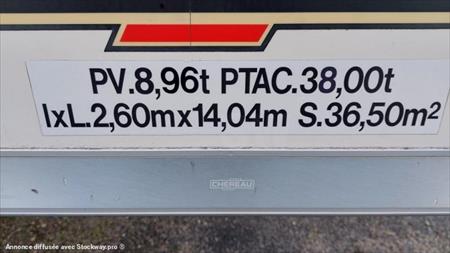 PV.8,96t PTAC.38,00t
lxL.2,60mx14,04m S.36,50m²
CHEREAU
Annonce diffusée avec Stockway.pro ®